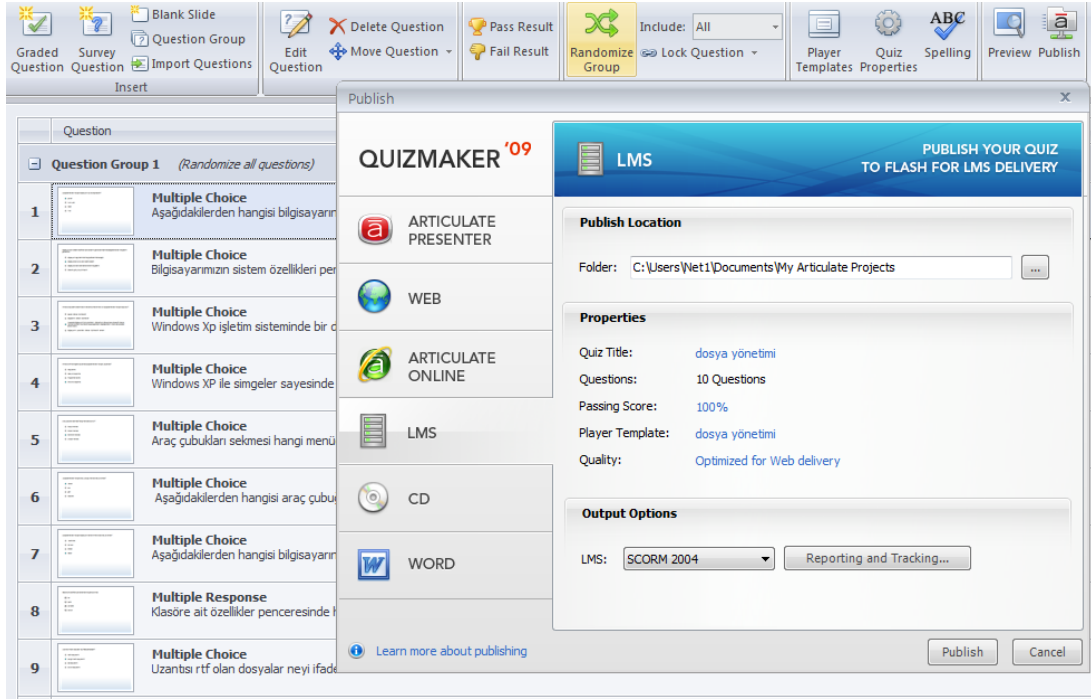 Graded Question
Survey Question
Blank Slide
Question Group
Import Questions
Insert
Edit Question
Delete Question
Move Question
Pass Result
Fail Result
Randomize Group
Include: All
Lock Question
Player Templates
Quiz Properties
ABC
Spelling
Preview
Publish
Question
Question Group 1 (Randomize all questions)
1
Multiple Choice
Aşağıdakilerden hangisi bilgisayarın
2
Multiple Choice
Bilgisayarımızın sistem özellikleri
3
Multiple Choice
Windows Xp işletim sisteminde bir
4
Multiple Choice
Windows XP ile simgeler sayesinde
5
Multiple Choice
Araç çubukları sekmesi hangi
6
Multiple Choice
Aşağıdakilerden hangisi araç
7
Multiple Choice
Aşağıdakilerden hangisi bilgisayarın
8
Multiple Response
Klasöre ait özellikler penceresinde
9
Multiple Choice
Uzantısı rtf olan dosyalar neyi
Publish
x
QUIZMAKER '09
ARTICULATE
PRESENTER
WEB
ARTICULATE
ONLINE
LMS
CD
WORD
LMS
PUBLISH YOUR QUIZ
TO FLASH FOR LMS DELIVERY
Publish Location
Folder: C:\Users\Net1\Documents\My Articulate Projects ...
Properties
Quiz Title: dosya yönetimi
Questions: 10 Questions
Passing Score: 100%
Player Template: dosya yönetimi
Quality: Optimized for Web delivery
Output Options
LMS: SCORM 2004 Reporting and Tracking...
Learn more about publishing
Publish
Cancel